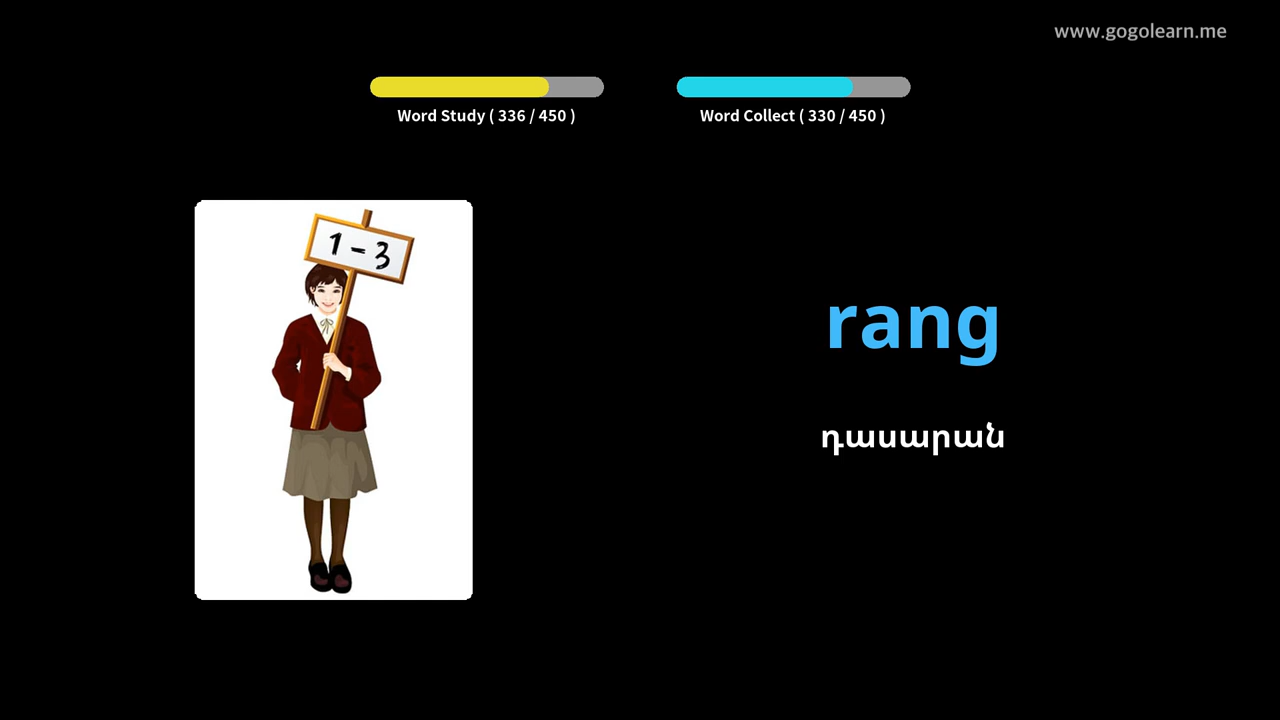 www.gogolearn.me
Word Study ( 336 / 450 )
Word Collect ( 330 / 450 )
1 - 3
rang
դասարան